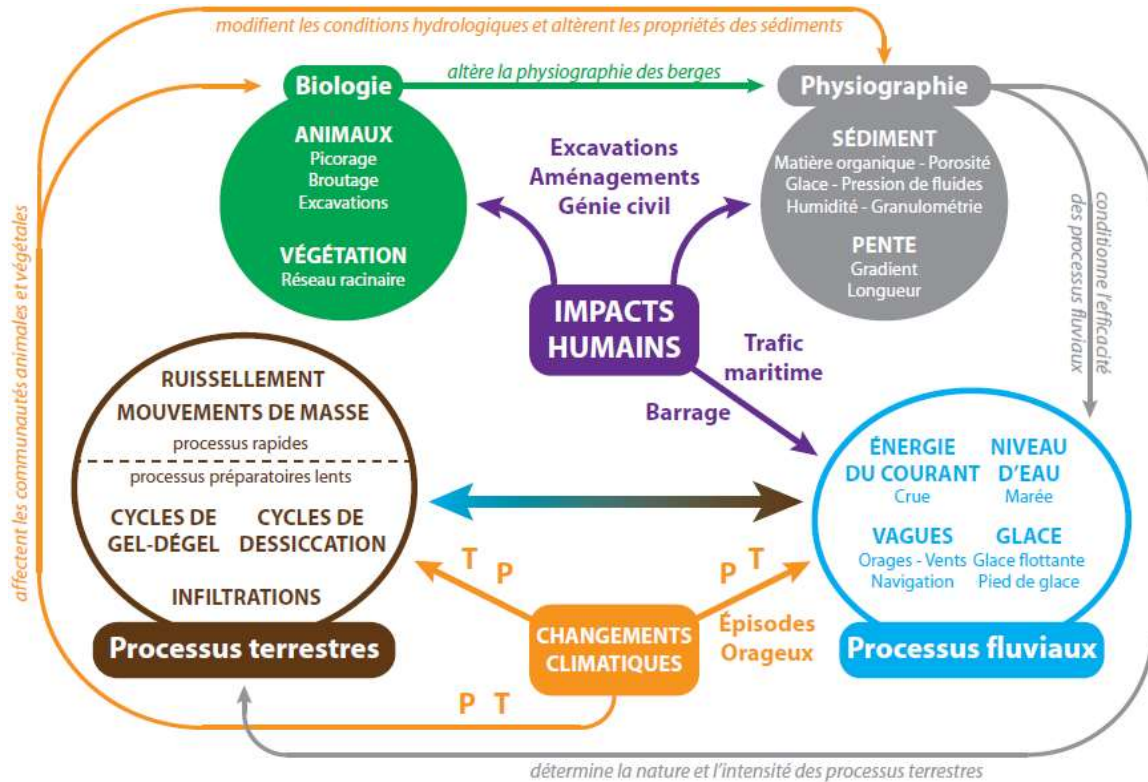 modifient les conditions hydrologiques et altèrent les propriétés des sédiments
Biologie
altère la physiographie des berges
Physiographie
ANIMAUX
Picorage
Broutage
Excavations
VÉGÉTATION
Réseau racinaire
Excavations
Aménagements
Génie civil
SÉDIMENT
Matière organique - Porosité
Glace - Pression de fluides
Humidité - Granulométrie
PENTE
Gradient
Longueur
conditionne l'efficacité
des processus fluviaux
affectent les communautés animales et végétales
IMPACTS
HUMAINS
Trafic
maritime
Barrage
RUISSELLEMENT
MOUVEMENTS DE MASSE
processus rapides
processus préparatoires lents
CYCLES DE
GEL-DÉGEL
CYCLES DE
DESSICCATION
INFILTRATIONS
Processus terrestres
ÉNERGIE
DU COURANT
Crue
NIVEAU
D'EAU
Marée
VAGUES
Orages - Vents
Navigation
GLACE
Glace flottante
Pied de glace
Processus fluviaux
T P
P T
CHANGEMENTS
CLIMATIQUES
Épisodes
Orageux
P T
détermine la nature et l'intensité des processus terrestres